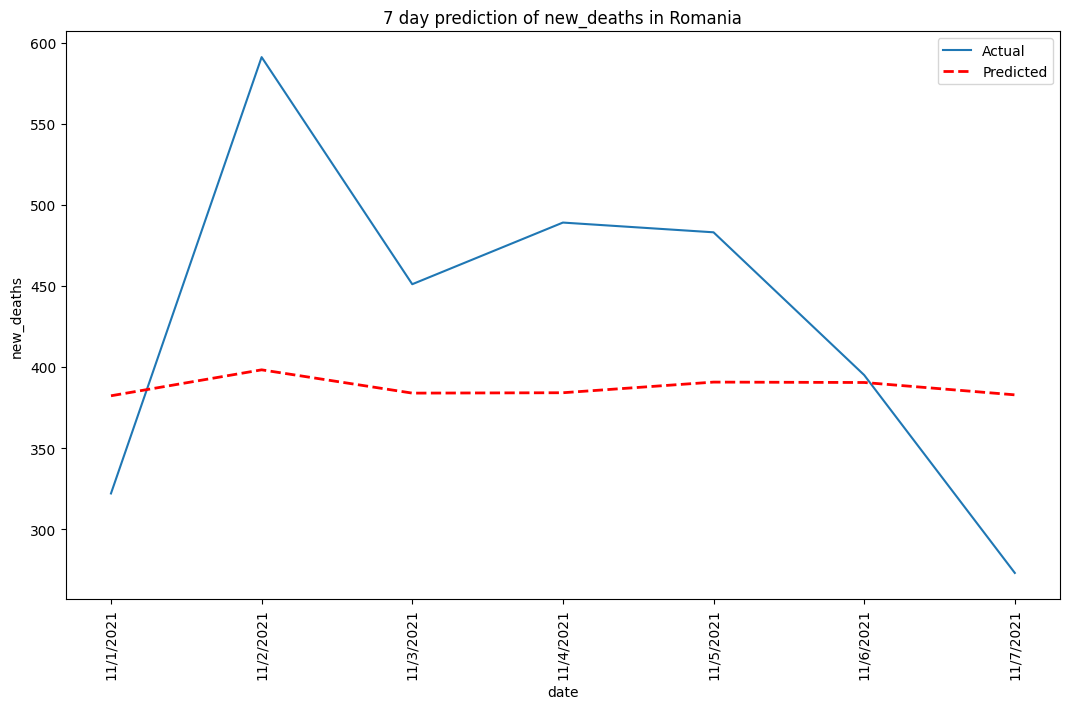 7 day prediction of new_deaths in Romania
Actual
Predicted
600
550
500
450
400
350
300
new_deaths
11/1/2021
11/2/2021
11/3/2021
11/4/2021
11/5/2021
11/6/2021
11/7/2021
date